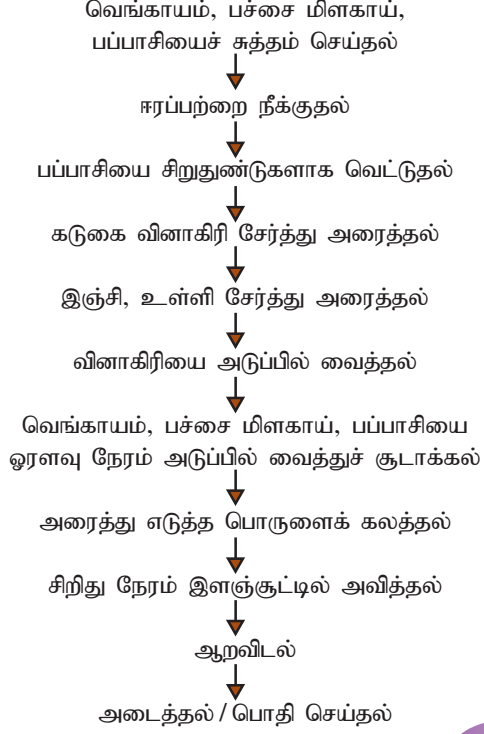 வெங்காயம், பச்சை மிளகாய்,
பப்பாசியைச் சுத்தம் செய்தல்
ஈரப்பற்றை நீக்குதல்
பப்பாசியை சிறுதுண்டுகளாக வெட்டுதல்
கடுகை வினாகிரி சேர்த்து அரைத்தல்
இஞ்சி, உள்ளி சேர்த்து அரைத்தல்
வினாகிரியை அடுப்பில் வைத்தல்
வெங்காயம், பச்சை மிளகாய், பப்பாசியை
ஓரளவு நேரம் அடுப்பில் வைத்துச் சூடாக்கல்
அரைத்து எடுத்த பொருளைக் கலத்தல்
சிறிது நேரம் இளஞ்சூட்டில் அவித்தல்
ஆறவிடல்
அடைத்தல் / பொதி செய்தல்